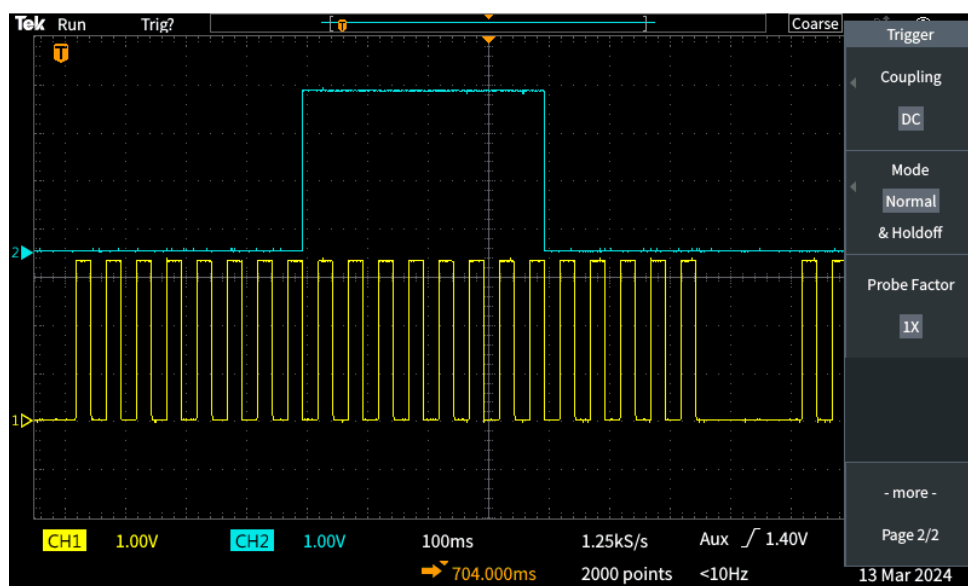 Tek Run Trig? Coarse
T
T
Trigger
Coupling
DC
Mode
Normal
& Holdoff
Probe Factor
1X
2
1
- more -
Page 2/2
CH1 1.00V CH2 1.00V 100ms 1.25kS/s Aux 1.40V
704.000ms 2000 points <10Hz
13 Mar 2024